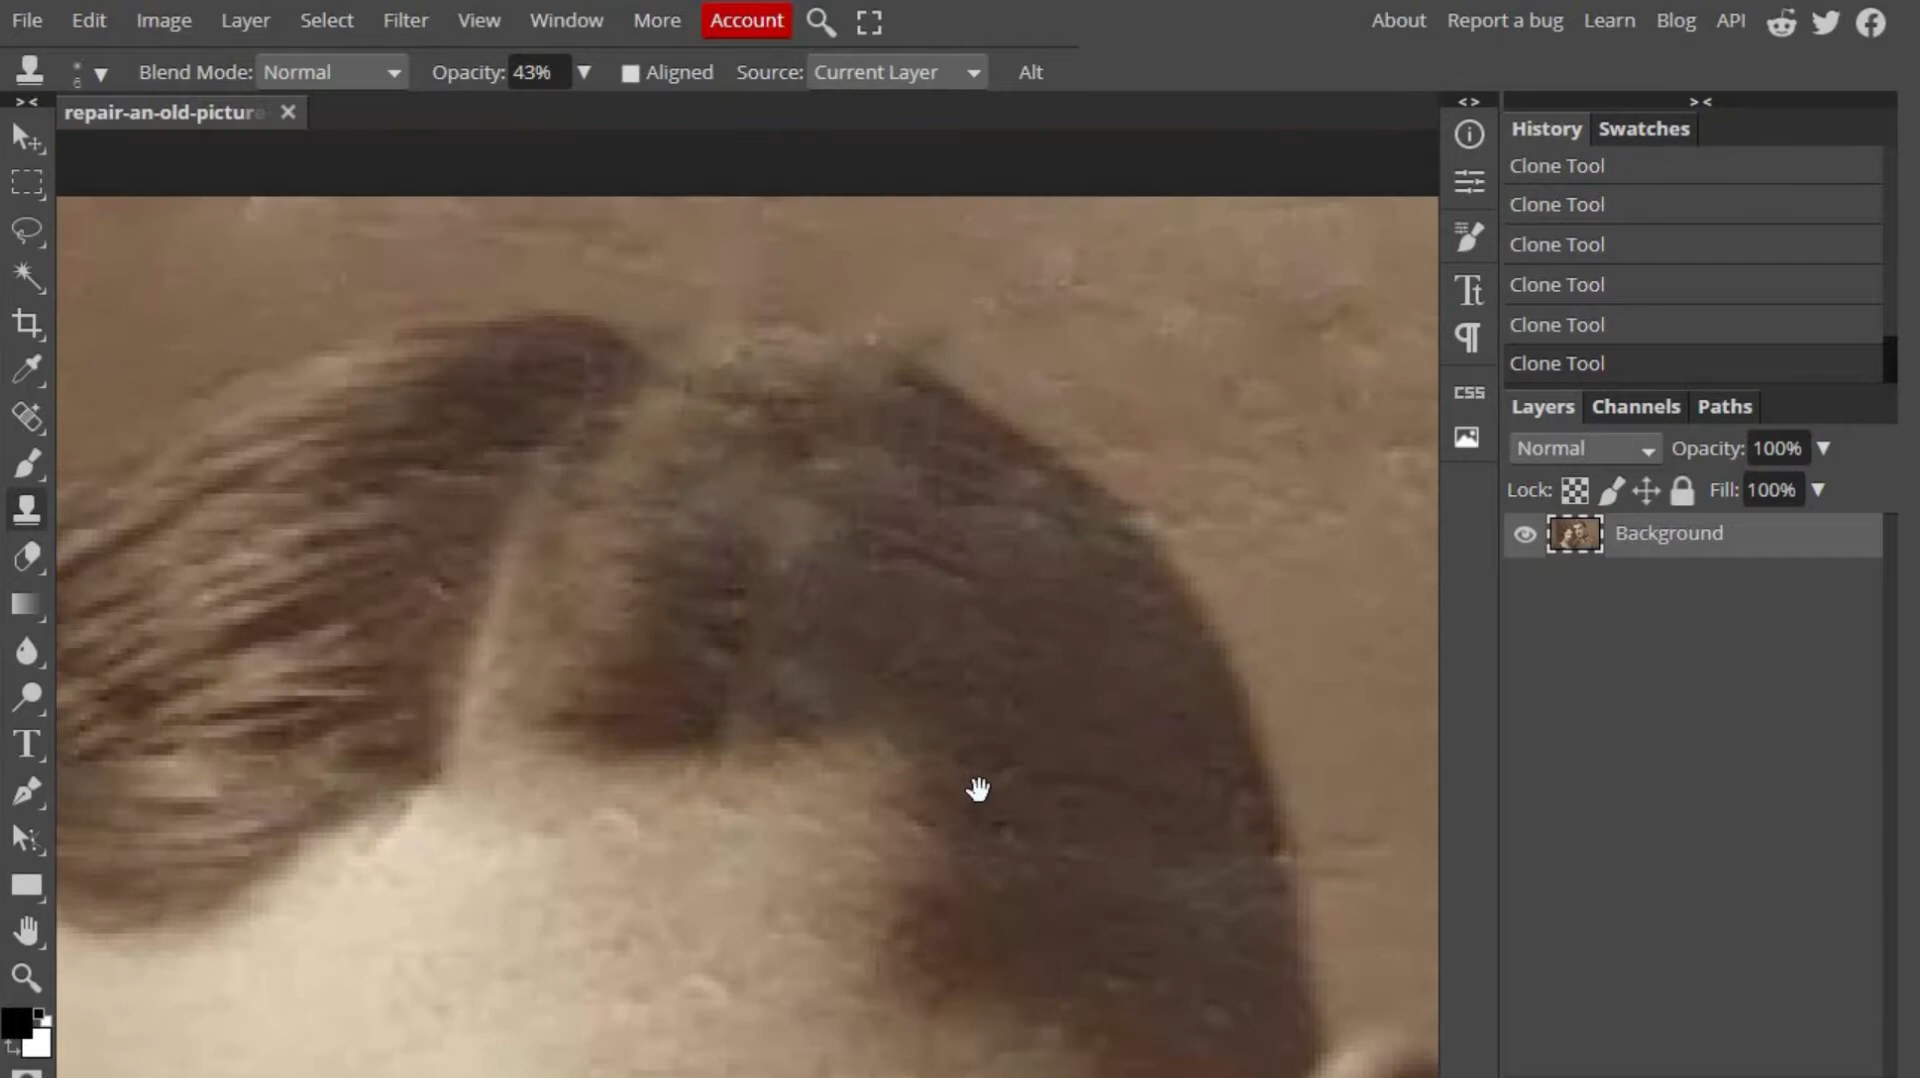 File Edit Image Layer Select Filter View Window More Account About Report a bug Learn Blog API
6 Blend Mode: Normal Opacity: 43% Aligned Source: Current Layer Alt
> < < > > <
repair-an-old-picture
History Swatches
Clone Tool
Clone Tool
Clone Tool
Clone Tool
Clone Tool
Clone Tool
CSS
Layers Channels Paths
Normal Opacity: 100%
Lock: Fill: 100%
Background